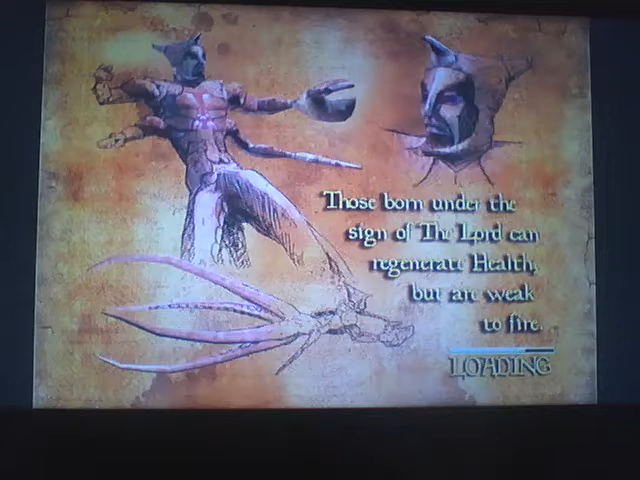 Those born under the
sign of The Lord can
regenerate Health,
but are weak
to fire.
LOADING